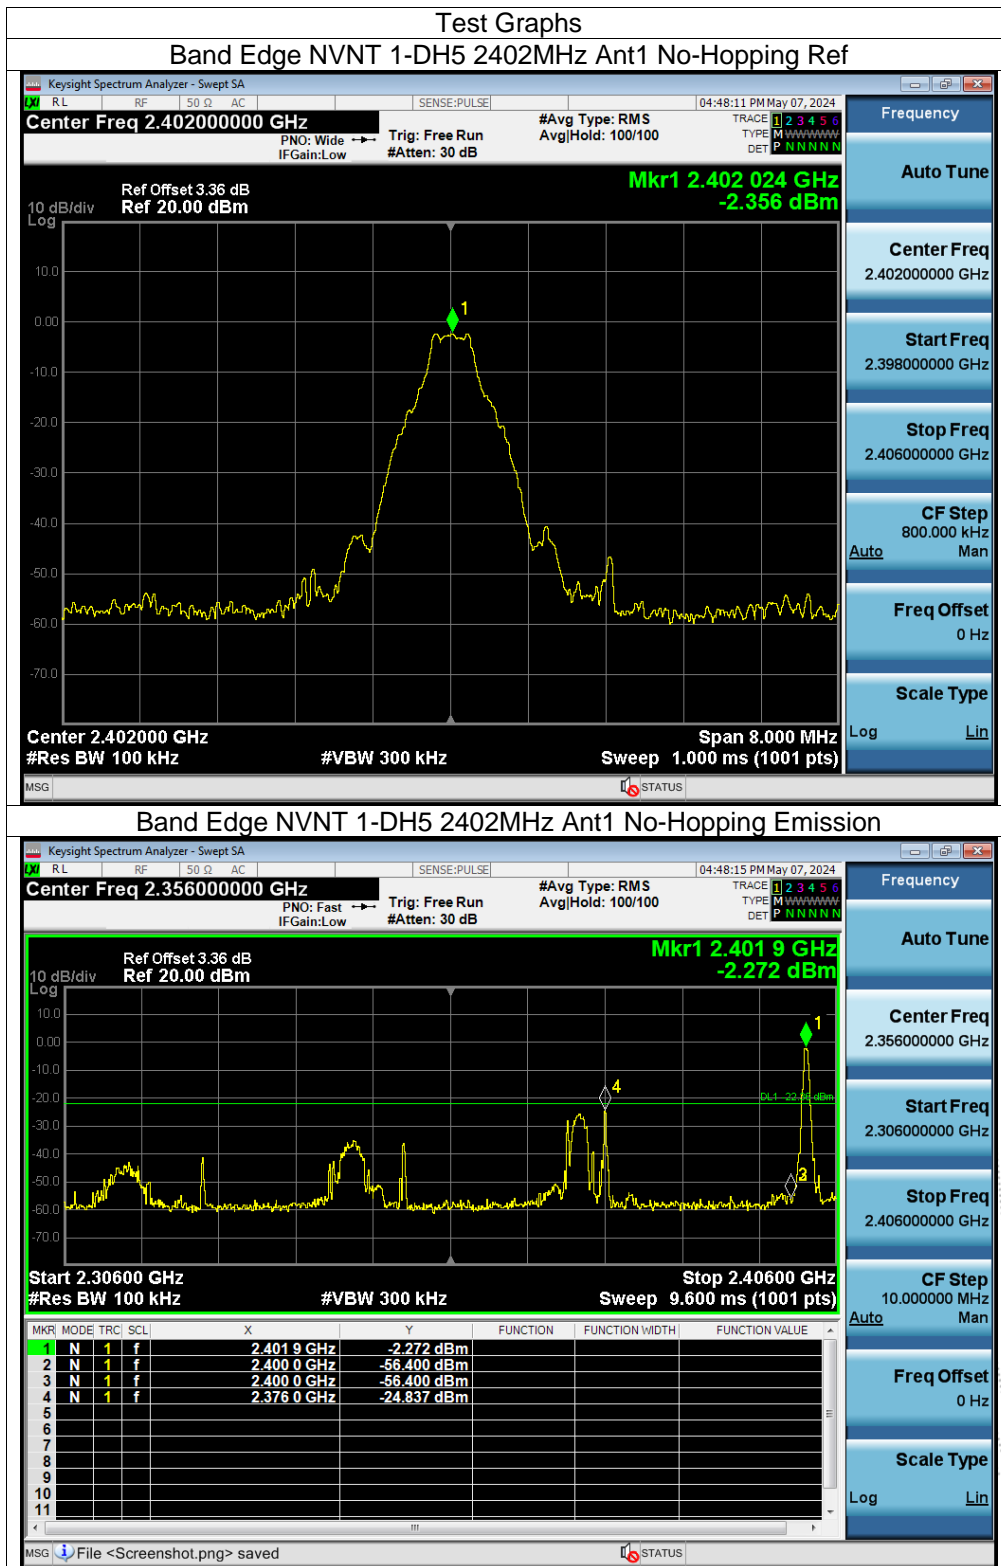 Test Graphs
Band Edge NVNT 1-DH5 2402MHz Ant1 No-Hopping Ref
Keysight Spectrum Analyzer - Swept SA
LXI RL RF 50 Ω AC SENSE:PULSE 04:48:11 PM May 07, 2024
Center Freq 2.402000000 GHz
PNO: Wide
IFGain:Low
Trig: Free Run
#Atten: 30 dB
#Avg Type: RMS
Avg|Hold: 100/100
TRACE 1 2 3 4 5 6
TYPE M WWWWW
DET P N N N N N
Ref Offset 3.36 dB
10 dB/div Ref 20.00 dBm
Log
Mkr1 2.402 024 GHz
-2.356 dBm
1
10.0
0.00
-10.0
-20.0
-30.0
-40.0
-50.0
-60.0
-70.0
Center 2.402000 GHz Span 8.000 MHz
#Res BW 100 kHz #VBW 300 kHz Sweep 1.000 ms (1001 pts)
MSG STATUS
Frequency
Auto Tune
Center Freq
2.402000000 GHz
Start Freq
2.398000000 GHz
Stop Freq
2.406000000 GHz
CF Step
800.000 kHz
Auto Man
Freq Offset
0 Hz
Scale Type
Log Lin
Band Edge NVNT 1-DH5 2402MHz Ant1 No-Hopping Emission
Keysight Spectrum Analyzer - Swept SA
LXI RL RF 50 Ω AC SENSE:PULSE 04:48:15 PM May 07, 2024
Center Freq 2.356000000 GHz
PNO: Fast
IFGain:Low
Trig: Free Run
#Atten: 30 dB
#Avg Type: RMS
Avg|Hold: 100/100
TRACE 1 2 3 4 5 6
TYPE M WWWWW
DET P N N N N N
Ref Offset 3.36 dB
10 dB/div Ref 20.00 dBm
Log
Mkr1 2.401 9 GHz
-2.272 dBm
10.0
0.00
-10.0
-20.0
-30.0
-40.0
-50.0
-60.0
-70.0
1
4
DL1 dBm
3
Start 2.30600 GHz Stop 2.40600 GHz
#Res BW 100 kHz #VBW 300 kHz Sweep 9.600 ms (1001 pts)
MKR MODE TRC SCL X Y FUNCTION FUNCTION WIDTH FUNCTION VALUE
1 N 1 f 2.401 9 GHz -2.272 dBm
2 N 1 f 2.400 0 GHz -56.400 dBm
3 N 1 f 2.400 0 GHz -56.400 dBm
4 N 1 f 2.376 0 GHz -24.837 dBm
5
6
7
8
9
10
11
MSG File <Screenshot.png> saved STATUS
Frequency
Auto Tune
Center Freq
2.356000000 GHz
Start Freq
2.306000000 GHz
Stop Freq
2.406000000 GHz
CF Step
10.000000 MHz
Auto Man
Freq Offset
0 Hz
Scale Type
Log Lin